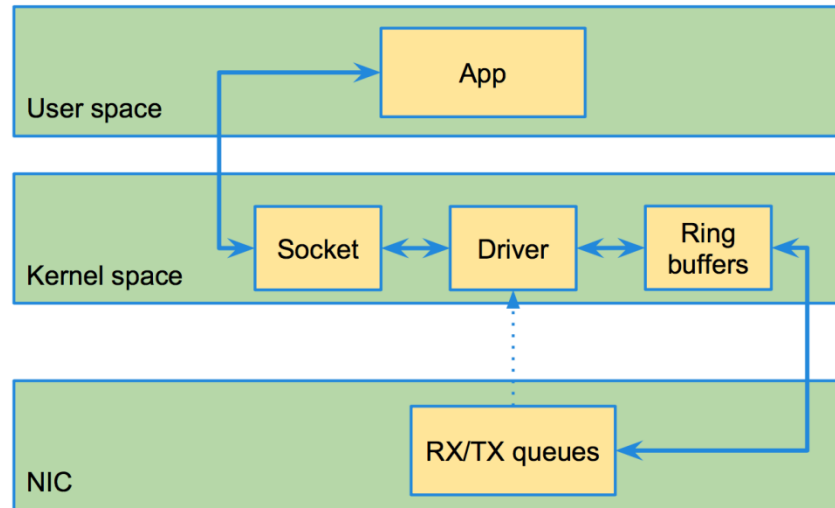 App
User space
Socket
Driver
Ring
buffers
Kernel space
RX/TX queues
NIC